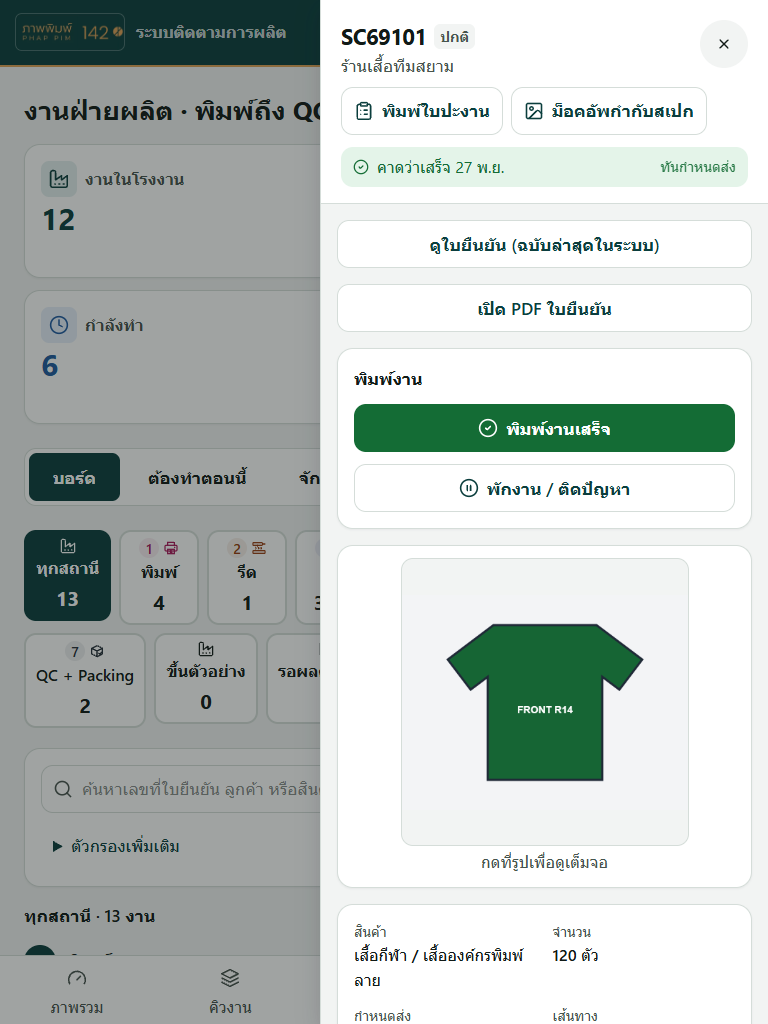 ภาพพิมพ์
PHAP PIM
142
ระบบติดตามการผลิต
งานฝ่ายผลิต · พิมพ์ถึง QC
งานในโรงงาน
12
กำลังทำ
6
บอร์ด
ต้องทำตอนนี้
ทุกสถานี
13
1
พิมพ์
4
2
รีด
1
7
QC + Packing
2
ขึ้นตัวอย่าง
0
ค้นหาเลขที่ใบยืนยัน ลูกค้า หรือสิน
ตัวกรองเพิ่มเติม
ทุกสถานี · 13 งาน
ภาพรวม
คิวงาน
SC69101
ปกติ
ร้านเสื้อทีมสยาม
พิมพ์ใบปะงาน
ม็อคอัพกำกับสเปก
คาดว่าเสร็จ 27 พ.ย.
ทันกำหนดส่ง
ดูใบยืนยัน (ฉบับล่าสุดในระบบ)
เปิด PDF ใบยืนยัน
พิมพ์งาน
พิมพ์งานเสร็จ
พักงาน / ติดปัญหา
FRONT R14
กดที่รูปเพื่อดูเต็มจอ
สินค้า
เสื้อกีฬา / เสื้อองค์กรพิมพ์
ลาย
จำนวน
120 ตัว
กำหนดส่ง
เส้นทาง